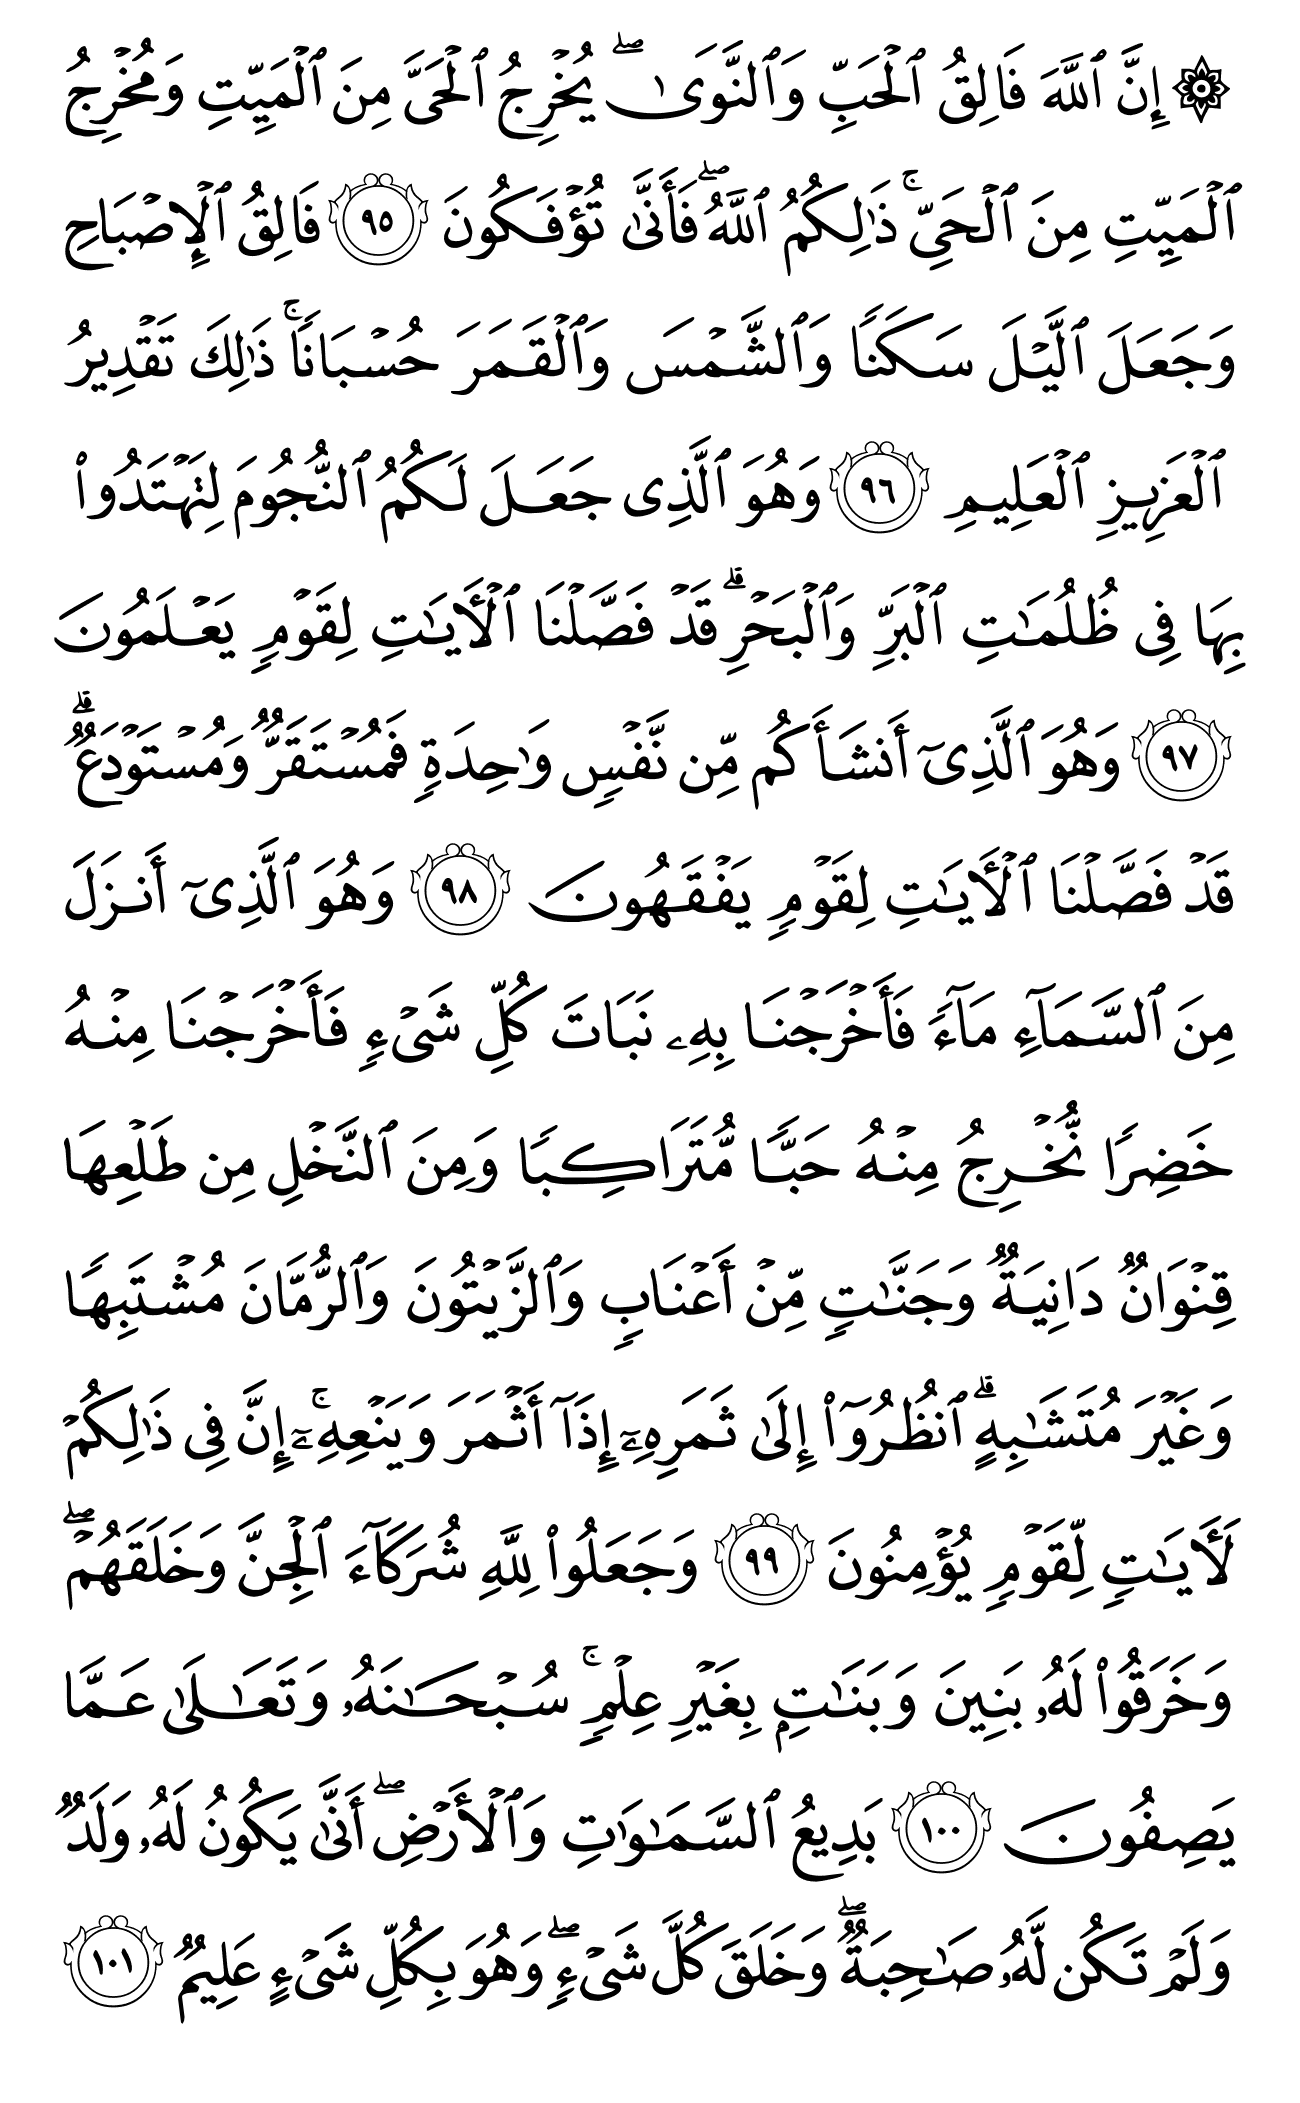 ۞ إِنَّ ٱللَّهَ فَالِقُ ٱلۡحَبِّ وَٱلنَّوَىٰۖ يُخۡرِجُ ٱلۡحَيَّ مِنَ ٱلۡمَيِّتِ وَمُخۡرِجُ
ٱلۡمَيِّتِ مِنَ ٱلۡحَيِّۚ ذَٰلِكُمُ ٱللَّهُۖ فَأَنَّىٰ تُؤۡفَكُونَ ٩٥ فَالِقُ ٱلۡإِصۡبَاحِ
وَجَعَلَ ٱلَّيۡلَ سَكَنٗا وَٱلشَّمۡسَ وَٱلۡقَمَرَ حُسۡبَانٗاۚ ذَٰلِكَ تَقۡدِيرُ
ٱلۡعَزِيزِ ٱلۡعَلِيمِ ٩٦ وَهُوَ ٱلَّذِي جَعَلَ لَكُمُ ٱلنُّجُومَ لِتَهۡتَدُواْ
بِهَا فِي ظُلُمَٰتِ ٱلۡبَرِّ وَٱلۡبَحۡرِۗ قَدۡ فَصَّلۡنَا ٱلۡأٓيَٰتِ لِقَوۡمٖ يَعۡلَمُونَ
٩٧ وَهُوَ ٱلَّذِيٓ أَنشَأَكُم مِّن نَّفۡسٖ وَٰحِدَةٖ فَمُسۡتَقَرّٞ وَمُسۡتَوۡدَعٞۗ
قَدۡ فَصَّلۡنَا ٱلۡأٓيَٰتِ لِقَوۡمٖ يَفۡقَهُونَ ٩٨ وَهُوَ ٱلَّذِيٓ أَنزَلَ
مِنَ ٱلسَّمَآءِ مَآءٗ فَأَخۡرَجۡنَا بِهِۦ نَبَاتَ كُلِّ شَيۡءٖ فَأَخۡرَجۡنَا مِنۡهُ
خَضِرٗا نُّخۡرِجُ مِنۡهُ حَبّٗا مُّتَرَاكِبٗا وَمِنَ ٱلنَّخۡلِ مِن طَلۡعِهَا
قِنۡوَانٞ دَانِيَةٞ وَجَنَّٰتٖ مِّنۡ أَعۡنَابٖ وَٱلزَّيۡتُونَ وَٱلرُّمَّانَ مُشۡتَبِهٗا
وَغَيۡرَ مُتَشَٰبِهٍۗ ٱنظُرُوٓاْ إِلَىٰ ثَمَرِهِۦٓ إِذَآ أَثۡمَرَ وَيَنۡعِهِۦٓۚ إِنَّ فِي ذَٰلِكُمۡ
لَأٓيَٰتٖ لِّقَوۡمٖ يُؤۡمِنُونَ ٩٩ وَجَعَلُواْ لِلَّهِ شُرَكَآءَ ٱلۡجِنَّ وَخَلَقَهُمۡۖ
وَخَرَقُواْ لَهُۥ بَنِينَ وَبَنَٰتِۭ بِغَيۡرِ عِلۡمٖۚ سُبۡحَٰنَهُۥ وَتَعَٰلَىٰ عَمَّا
يَصِفُونَ ١٠٠ بَدِيعُ ٱلسَّمَٰوَٰتِ وَٱلۡأَرۡضِۖ أَنَّىٰ يَكُونُ لَهُۥ وَلَدٞ
وَلَمۡ تَكُن لَّهُۥ صَٰحِبَةٞۖ وَخَلَقَ كُلَّ شَيۡءٖۖ وَهُوَ بِكُلِّ شَيۡءٍ عَلِيمٞ ١٠١